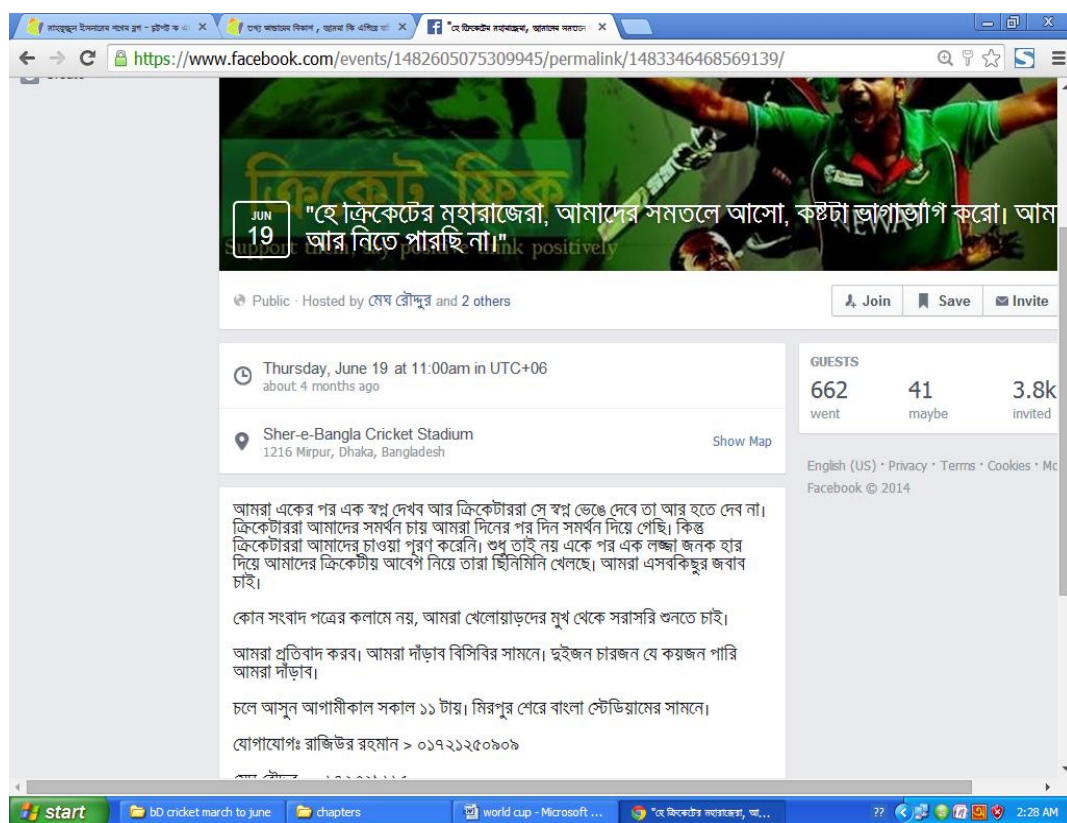 তথ্য
https://www.facebook.com/events/1482605075309945/permalink/1483346468569139/
ক্রিকেট ফ্রিক
JUN
19
"হে ক্রিকেটের মহারাজেরা, আমাদের সমতলে আসো, কষ্টটা ভাগাভাগি করো। আম
আর নিতে পারছি না।"
Public · Hosted by মেঘ রৌদ্দুর and 2 others
Join Save Invite
Thursday, June 19 at 11:00am in UTC+06
about 4 months ago
Sher-e-Bangla Cricket Stadium
1216 Mirpur, Dhaka, Bangladesh
Show Map
GUESTS
662 41 3.8k
went maybe invited
English (US) · Privacy · Terms · Cookies · Mo
Facebook © 2014
আমরা একের পর এক স্বপ্ন দেখব আর ক্রিকেটাররা সে স্বপ্ন ভেঙে দেবে তা আর হতে দেব না।
ক্রিকেটাররা আমাদের সমর্থন চায় আমরা দিনের পর দিন সমর্থন দিয়ে গেছি। কিন্তু
ক্রিকেটাররা আমাদের চাওয়া পূরণ করেনি। শুধু তাই নয় একে পর এক লজ্জা জনক হার
দিয়ে আমাদের ক্রিকেটীয় আবেগ নিয়ে তারা ছিনিমিনি খেলছে। আমরা এসবকিছুর জবাব
চাই।
কোন সংবাদ পত্রের কলামে নয়, আমরা খেলোয়াড়দের মুখ থেকে সরাসরি শুনতে চাই।
আমরা প্রতিবাদ করব। আমরা দাঁড়াব বিসিবির সামনে। দুইজন চারজন যে কয়জন পারি
আমরা দাঁড়াব।
চলে আসুন আগামীকাল সকাল ১১ টায়। মিরপুর শেরে বাংলা স্টেডিয়ামের সামনে।
যোগাযোগঃ রাজিউর রহমান > ০১৭২১২৫০৯০৯
start
bD cricket march to june
chapters
world cup - Microsoft ...
"হে ক্রিকেটের মহারাজেরা, আ...
??
2:28 AM